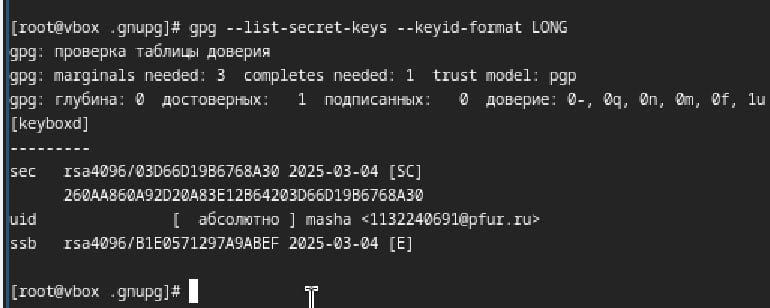 [root@vbox .gnupg]# gpg --list-secret-keys --keyid-format LONG
gpg: проверка таблицы доверия
gpg: marginals needed: 3  completes needed: 1  trust model: pgp
gpg: глубина: 0  достоверных:   1  подписанных:   0  доверие: 0-, 0q, 0n, 0m, 0f, 1u
[keyboxd]
---------
sec   rsa4096/03D66D19B6768A30 2025-03-04 [SC]
      260AA860A92D20A83E12B64203D66D19B6768A30
uid                 [  абсолютно ] masha <1132240691@pfur.ru>
ssb   rsa4096/B1E0571297A9ABEF 2025-03-04 [E]
[root@vbox .gnupg]#